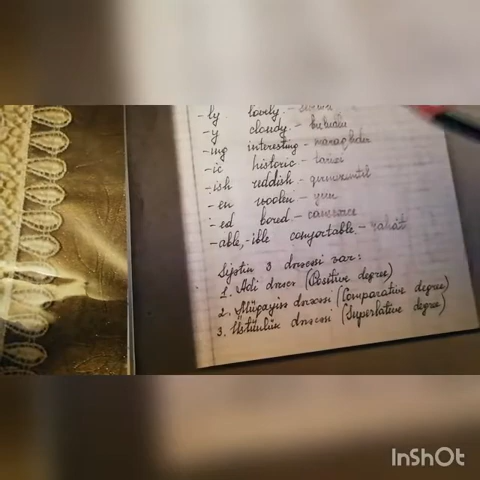 -ly lovely -
-y cloudy - buludlu
-ing interesting - maraqlıdır
-ic historic - tarixi
-ish reddish - qırmızımtıl
-en woolen - yun
-ed bored - cansızcı
-able, -ible comfortable. - rahat
Sifətin 3 dərəcəsi var:
1. Adi dərəcə (Positive degree)
2. Müqayisə dərəcəsi (Comparative degree)
3. Üstünlük dərəcəsi (Superlative degree)
InShOt